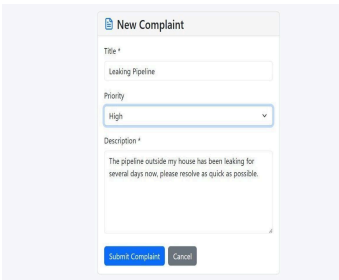 New Complaint
Title *
Leaking Pipeline
Priority
High
Description *
The pipeline outside my house has been leaking for
several days now, please resolve as quick as possible.
Submit Complaint Cancel